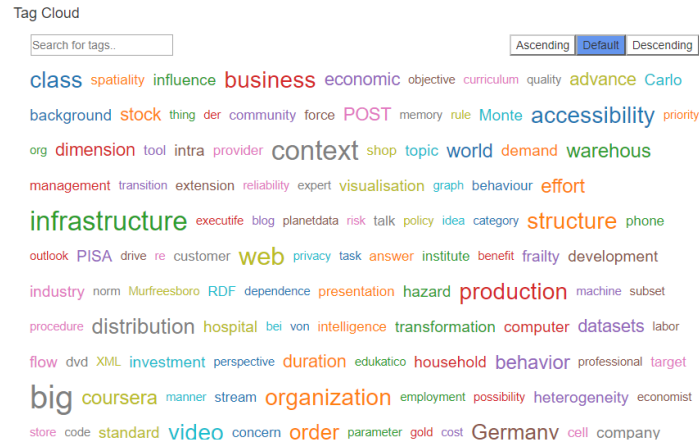 Tag Cloud
Search for tags.. Ascending Default Descending
class spatiality influence business economic objective curriculum quality advance Carlo
background stock thing der community force POST memory rule Monte accessibility priority
org dimension tool intra provider context shop topic world demand warehous
management transition extension reliability expert visualisation graph behaviour effort
infrastructure executife blog planetdata risk talk policy idea category structure phone
outlook PISA drive re customer web privacy task answer institute benefit frailty development
industry norm Murfreesboro RDF dependence presentation hazard production machine subset
procedure distribution hospital bei von intelligence transformation computer datasets labor
flow dvd XML investment perspective duration edukatico household behavior professional target
big coursera manner stream organization employment possibility heterogeneity economist
store code standard video concern order parameter gold cost Germany cell company